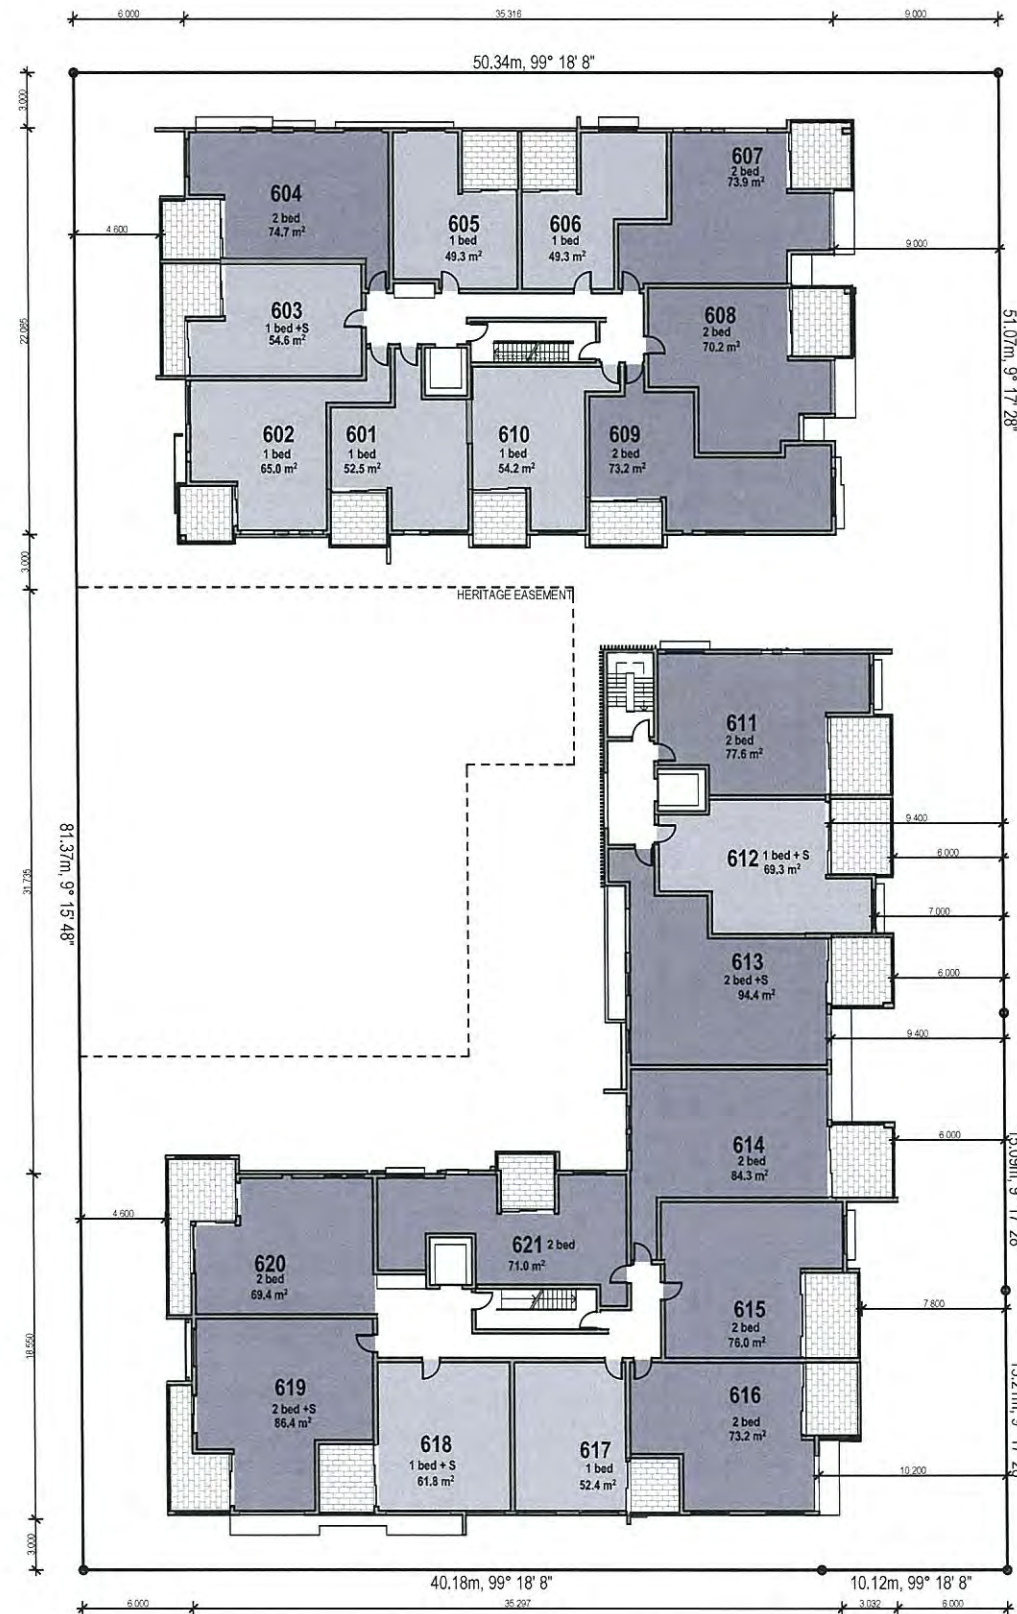 6.000
35.316
9.000
50.34m, 99° 18' 8"
3.000
607
2 bed
73.9 m²
604
2 bed
74.7 m²
605
1 bed
49.3 m²
606
1 bed
49.3 m²
4.600
9.000
603
1 bed +S
54.6 m²
608
2 bed
70.2 m²
22.085
51.07m, 9° 17' 28"
602
1 bed
65.0 m²
601
1 bed
52.5 m²
610
1 bed
54.2 m²
609
2 bed
73.2 m²
3.000
HERITAGE EASEMENT
611
2 bed
77.6 m²
9.400
612 1 bed + S
69.3 m²
6.000
81.37m, 9° 15' 48"
31.735
7.000
613
2 bed +S
94.4 m²
6.000
9.400
614
2 bed
84.3 m²
6.000
4.600
621 2 bed
71.0 m²
620
2 bed
69.4 m²
615
2 bed
76.0 m²
7.800
18.550
619
2 bed +S
86.4 m²
616
2 bed
73.2 m²
618
1 bed + S
61.8 m²
617
1 bed
52.4 m²
10.200
3.000
40.18m, 99° 18' 8"
10.12m, 99° 18' 8"
6.000
35.297
3.032
6.000